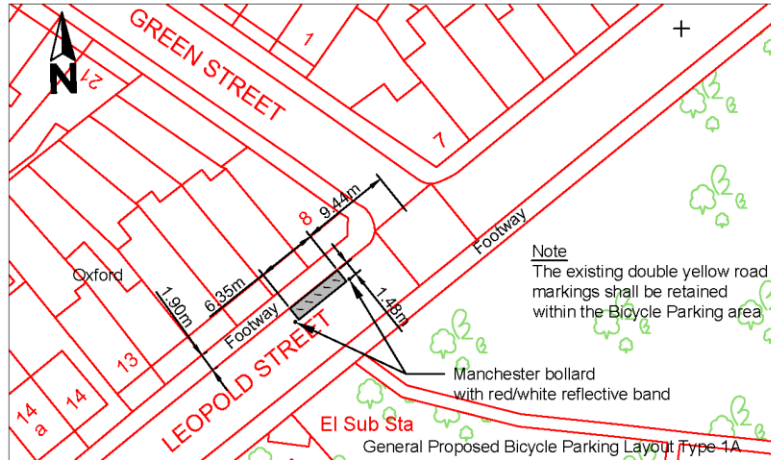 N
GREEN STREET
1
21
7
8
9.44m
6.35m
Footway
Oxford
1.90m
Footway
1.48m
Note
The existing double yellow road
markings shall be retained
within the Bicycle Parking area
LEOPOLD STREET
13
14
14
a
Manchester bollard
with red/white reflective band
El Sub Sta
General Proposed Bicycle Parking Layout Type 1A